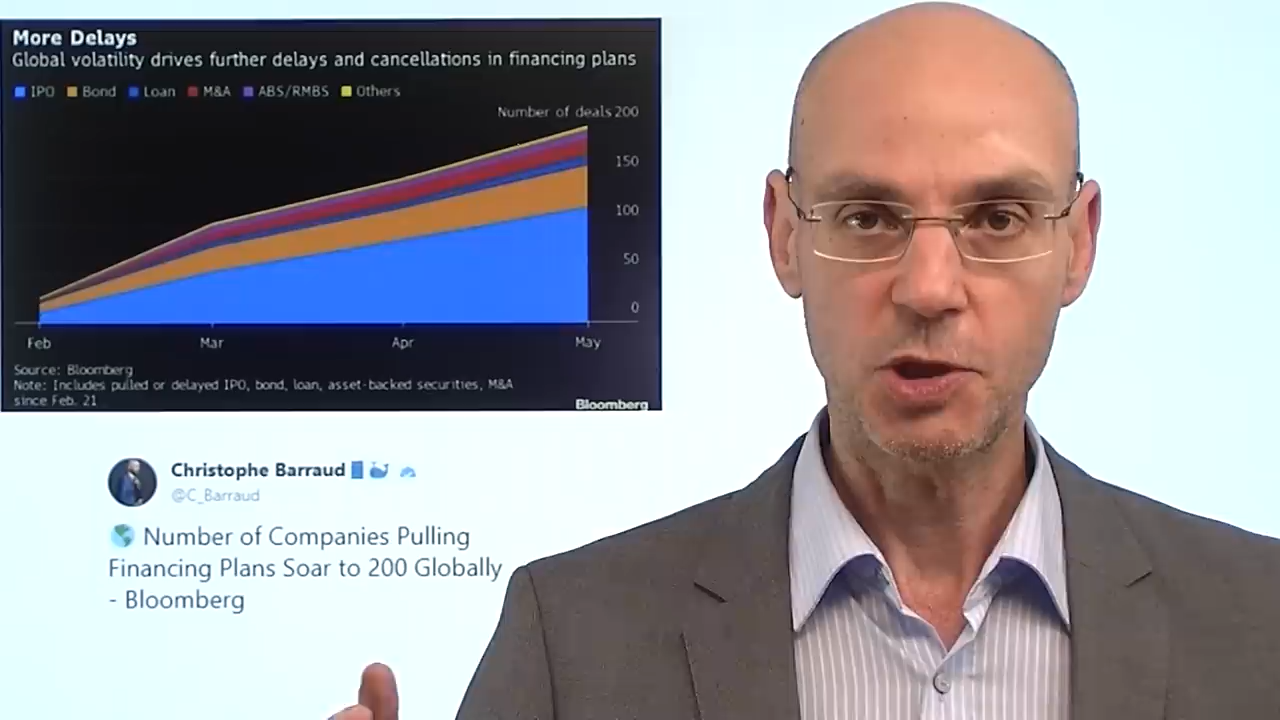 More Delays
Global volatility drives further delays and cancellations in financing plans
IPO Bond Loan M&A ABS/RMBS Others
Number of deals 200
150
100
50
0
Feb Mar Apr May
Source: Bloomberg
Note: Includes pulled or delayed IPO, bond, loan, asset-backed securities, M&A
since Feb. 21
Bloomberg
Christophe Barraud
@C_Barraud
Number of Companies Pulling
Financing Plans Soar to 200 Globally
- Bloomberg